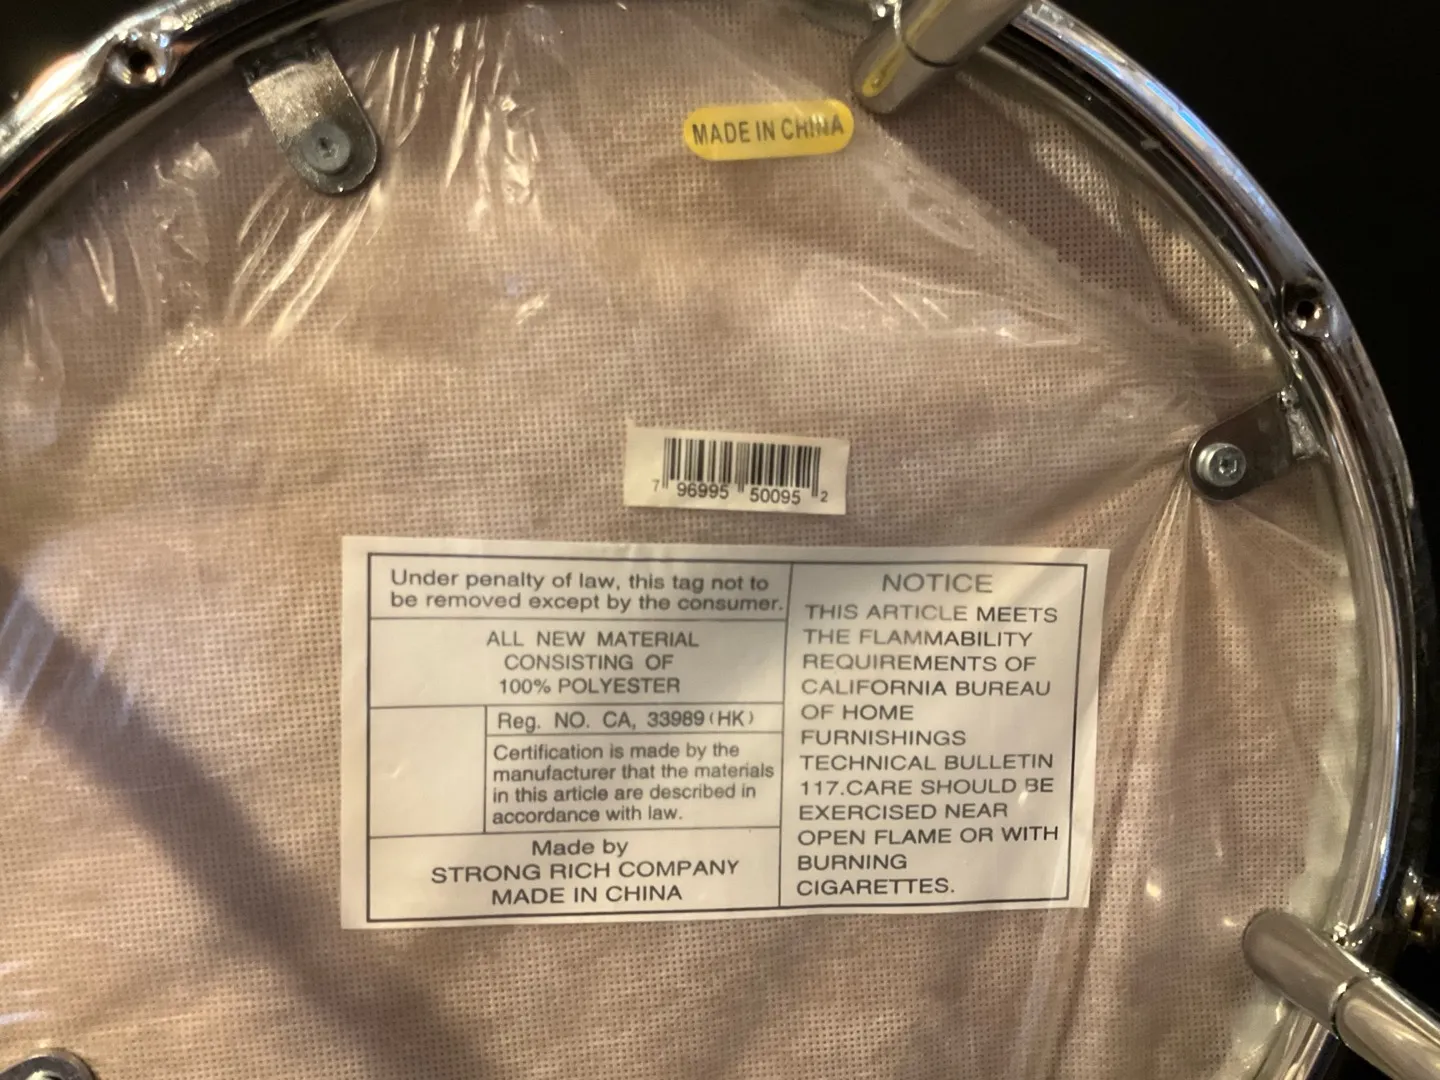 MADE IN CHINA
7 96995 50095 2
Under penalty of law, this tag not to
be removed except by the consumer.
ALL NEW MATERIAL
CONSISTING OF
100% POLYESTER
Reg. NO. CA, 33989(HK)
Certification is made by the
manufacturer that the materials
in this article are described in
accordance with law.
Made by
STRONG RICH COMPANY
MADE IN CHINA
NOTICE
THIS ARTICLE MEETS
THE FLAMMABILITY
REQUIREMENTS OF
CALIFORNIA BUREAU
OF HOME
FURNISHINGS
TECHNICAL BULLETIN
117.CARE SHOULD BE
EXERCISED NEAR
OPEN FLAME OR WITH
BURNING
CIGARETTES.